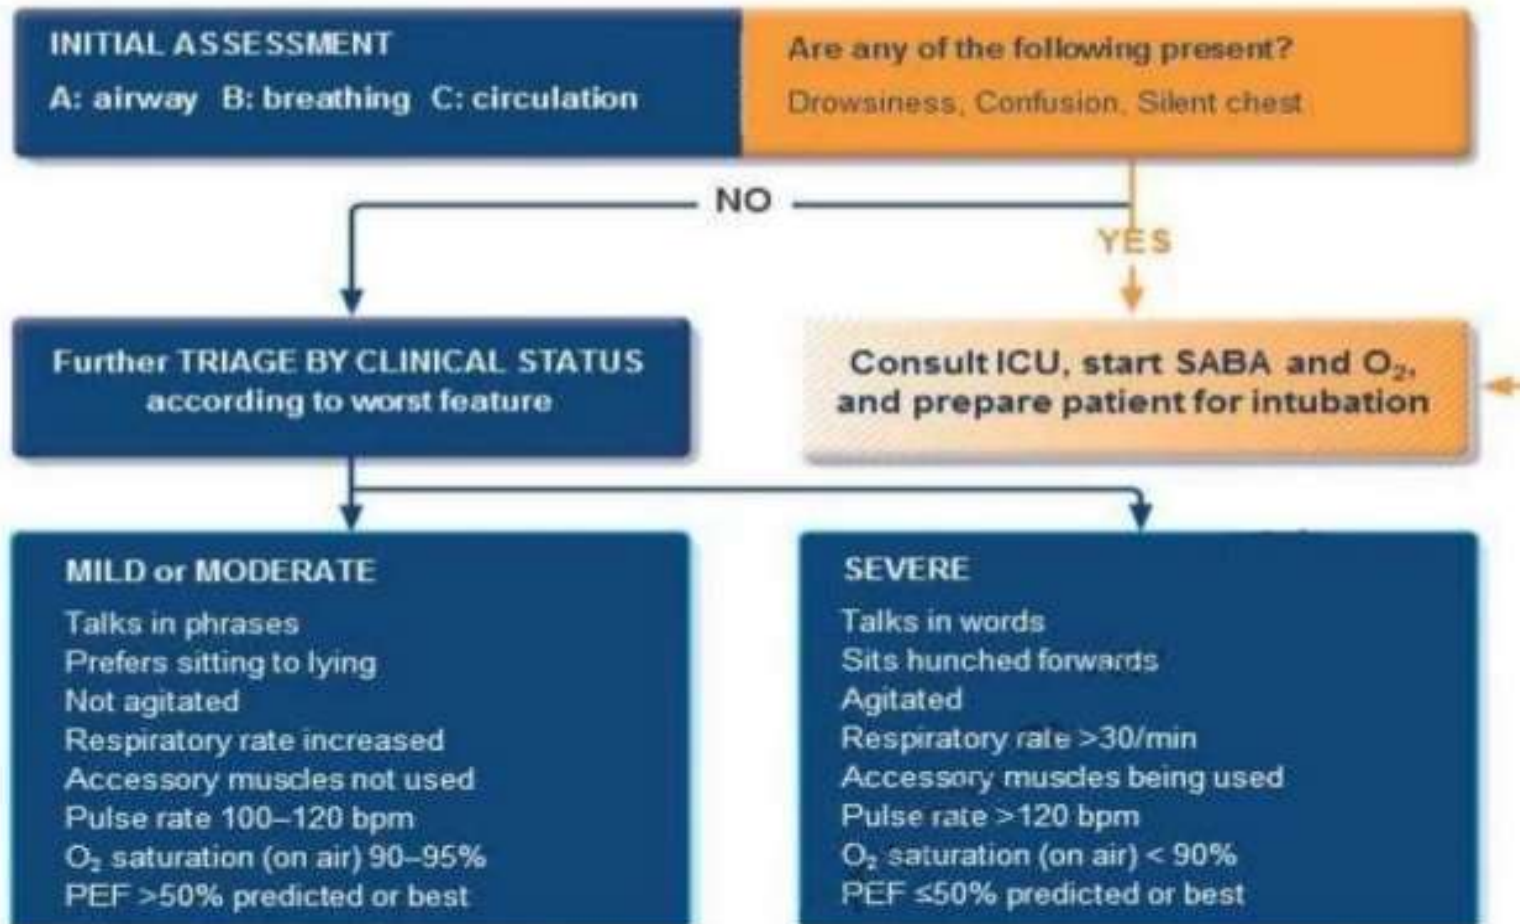 INITIAL ASSESSMENT
A: airway B: breathing C: circulation
Are any of the following present?
Drowsiness, Confusion, Silent chest
NO
YES
Further TRIAGE BY CLINICAL STATUS
according to worst feature
Consult ICU, start SABA and O₂,
and prepare patient for intubation
MILD or MODERATE
Talks in phrases
Prefers sitting to lying
Not agitated
Respiratory rate increased
Accessory muscles not used
Pulse rate 100–120 bpm
O₂ saturation (on air) 90–95%
PEF >50% predicted or best
SEVERE
Talks in words
Sits hunched forwards
Agitated
Respiratory rate >30/min
Accessory muscles being used
Pulse rate >120 bpm
O₂ saturation (on air) < 90%
PEF ≤50% predicted or best